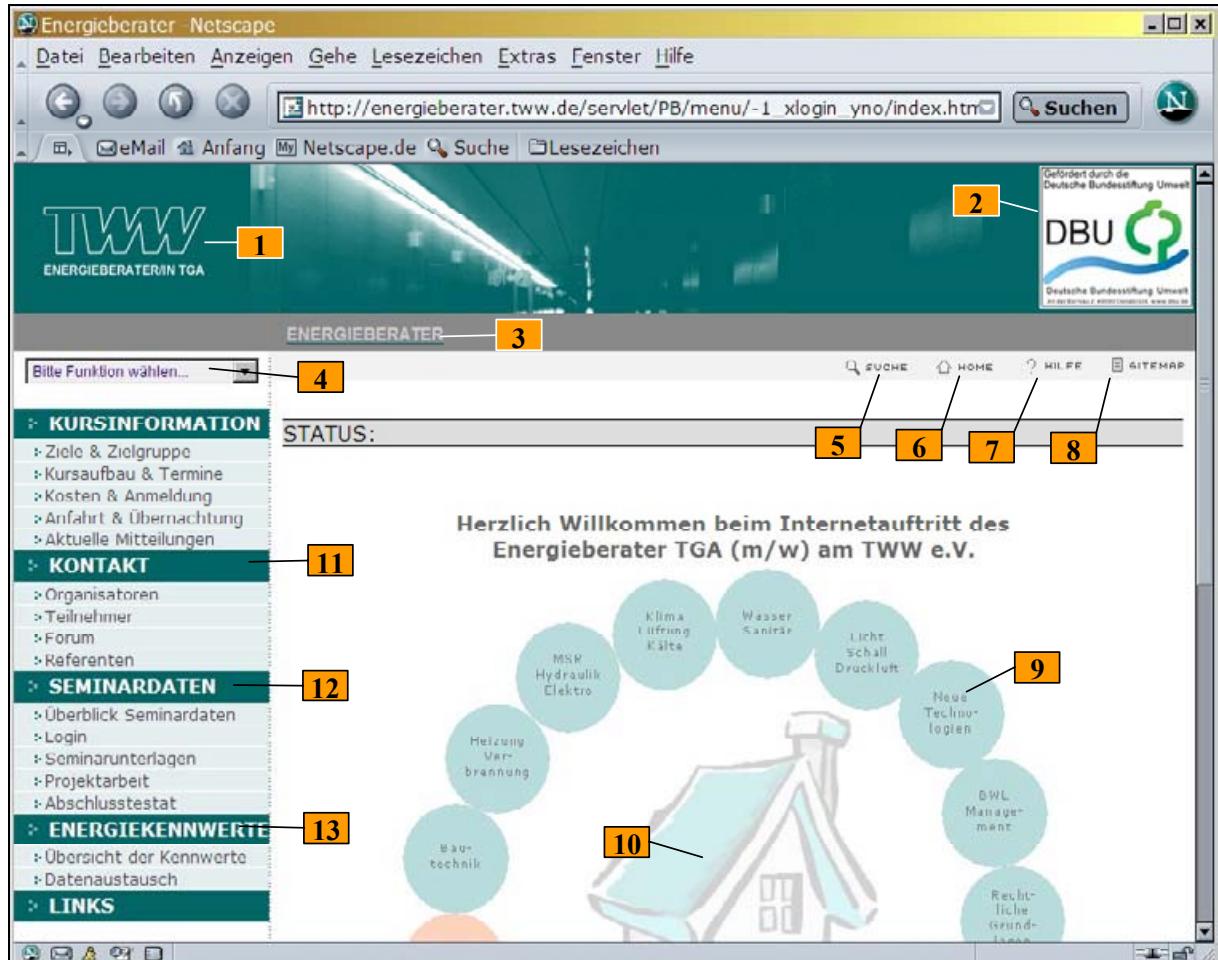 Energieberater - Netscape
Datei Bearbeiten Anzeigen Gehe Lesezeichen Extras Fenster Hilfe
http://energieberater.tww.de/servlet/PB/menu/-1_xlogin_yno/index.htm
Suchen
N
eMail Anfang My Netscape.de Suche Lesezeichen
TWW
ENERGIEBERATER/IN TGA
1
2
Gefördert durch die
Deutsche Bundesstiftung Umwelt
DBU
Deutsche Bundesstiftung Umwelt
ENERGIEBERATER
3
Bitte Funktion wählen...
4
SUCHE HOME HILFE SITEMAP
5 6 7 8
STATUS:
KURSINFORMATION
Ziele & Zielgruppe
Kursaufbau & Termine
Kosten & Anmeldung
Anfahrt & Übernachtung
Aktuelle Mitteilungen
KONTAKT
11
Organisatoren
Teilnehmer
Forum
Referenten
SEMINARDATEN
12
Überblick Seminardaten
Login
Seminarunterlagen
Projektarbeit
Abschlusstestat
ENERGIEKENNWERTE
13
Übersicht der Kennwerte
Datenaustausch
LINKS
Herzlich Willkommen beim Internetauftritt des
Energieberater TGA (m/w) am TWW e.V.
Bau-
technik
Heizung
Ver-
brennung
MSR
Hydraulik
Elektro
Klima
Lüftung
Kälte
Wasser
Sanitär
Licht
Schall
Druckluft
Neue
Techno-
logien
9
BWL
Manage-
ment
Recht-
liche
Grund-
lagen
10